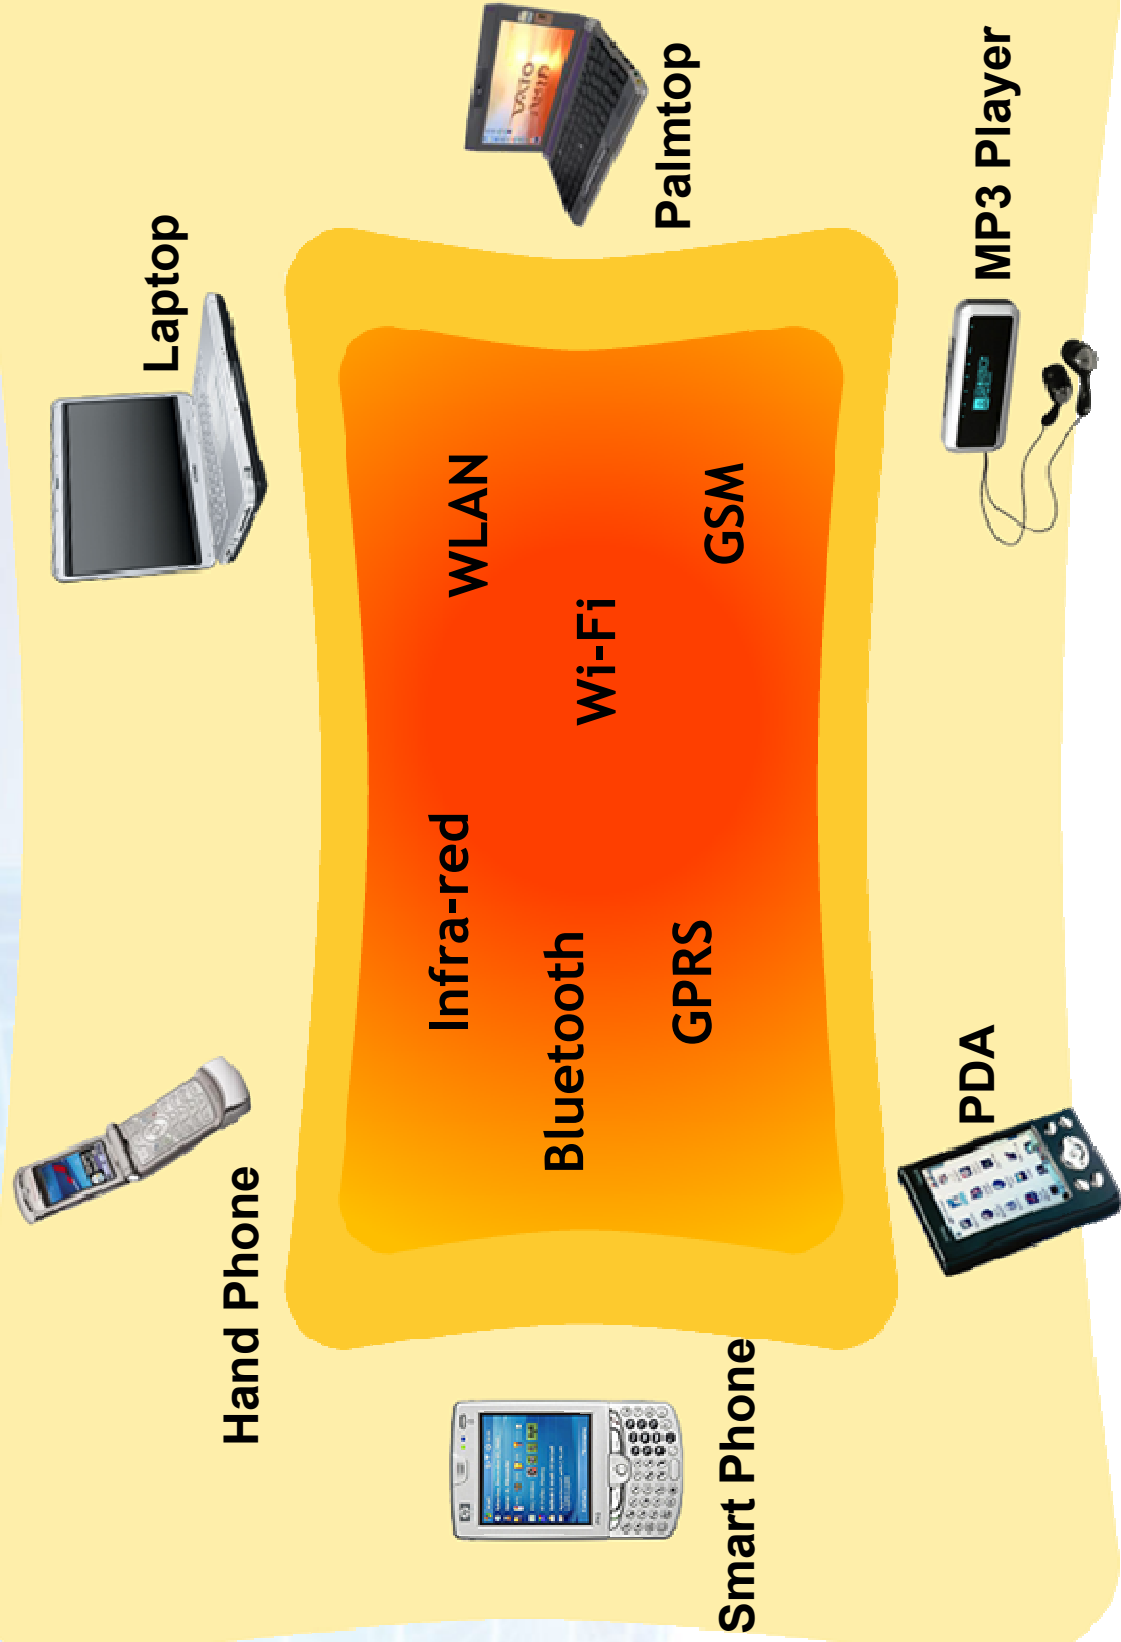 Laptop
Hand Phone
Infra-red
WLAN
Bluetooth
Wi-Fi
Palmtop
GPRS
GSM
Smart Phone
PDA
MP3 Player